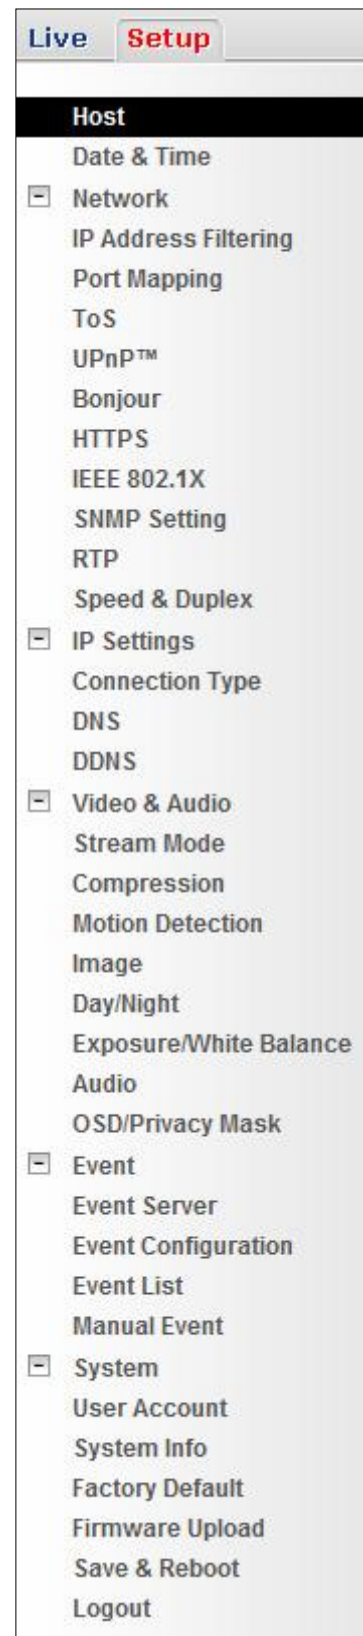 Live Setup
Host
Date & Time
Network
IP Address Filtering
Port Mapping
ToS
UPnP™
Bonjour
HTTPS
IEEE 802.1X
SNMP Setting
RTP
Speed & Duplex
IP Settings
Connection Type
DNS
DDNS
Video & Audio
Stream Mode
Compression
Motion Detection
Image
Day/Night
Exposure/White Balance
Audio
OSD/Privacy Mask
Event
Event Server
Event Configuration
Event List
Manual Event
System
User Account
System Info
Factory Default
Firmware Upload
Save & Reboot
Logout